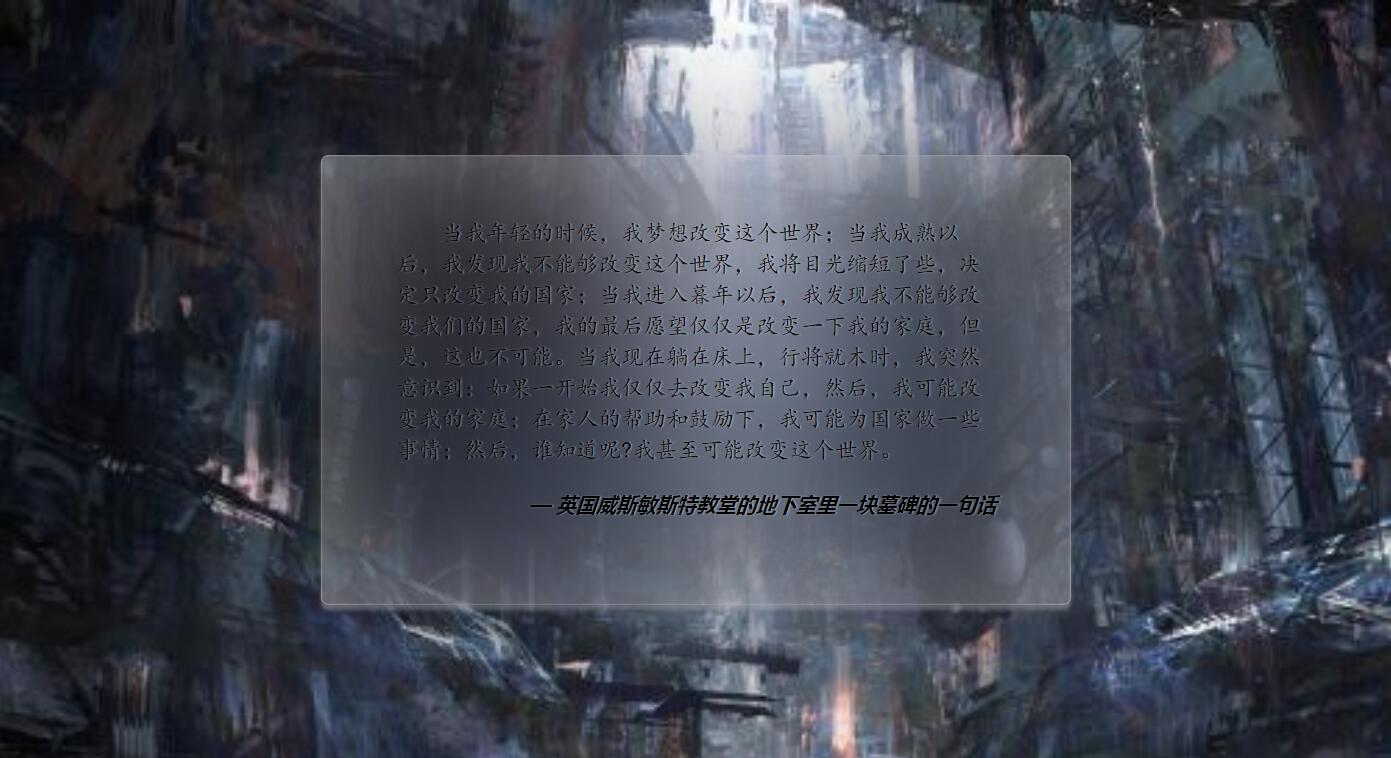 当我年轻的时候，我梦想改变这个世界；当我成熟以
后，我发现我不能够改变这个世界，我将目光缩短了些，决
定只改变我的国家；当我进入暮年以后，我发现我不能够改
变我们的国家，我的最后愿望仅仅是改变一下我的家庭，但
是，这也不可能。当我现在躺在床上，行将就木时，我突然
意识到：如果一开始我仅仅去改变我自己，然后，我可能改
变我的家庭；在家人的帮助和鼓励下，我可能为国家做一些
事情；然后，谁知道呢?我甚至可能改变这个世界。
— 英国威斯敏斯特教堂的地下室里一块墓碑的一句话